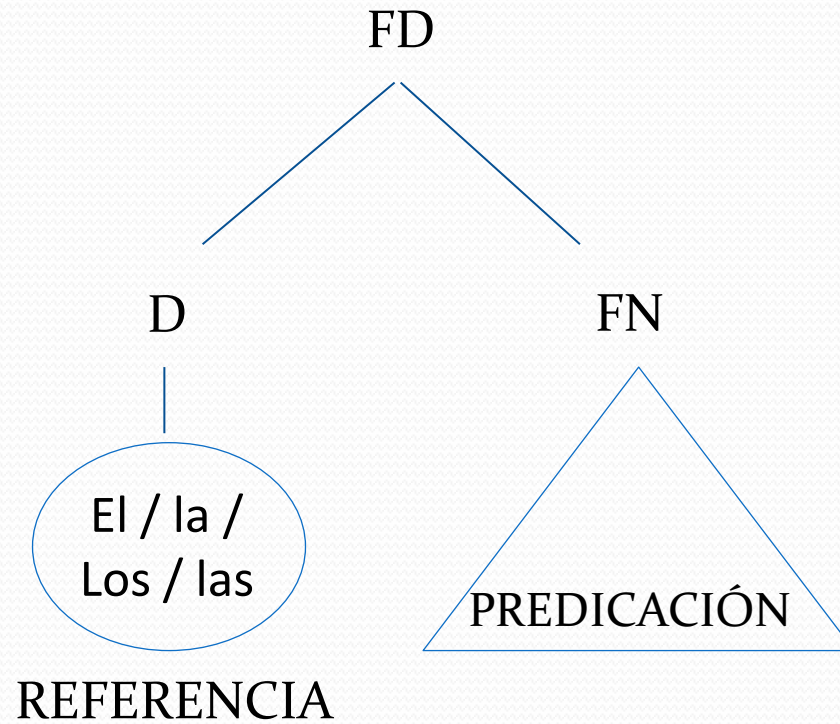 FD
D
FN
El / la /
Los / las
PREDICACIÓN
REFERENCIA